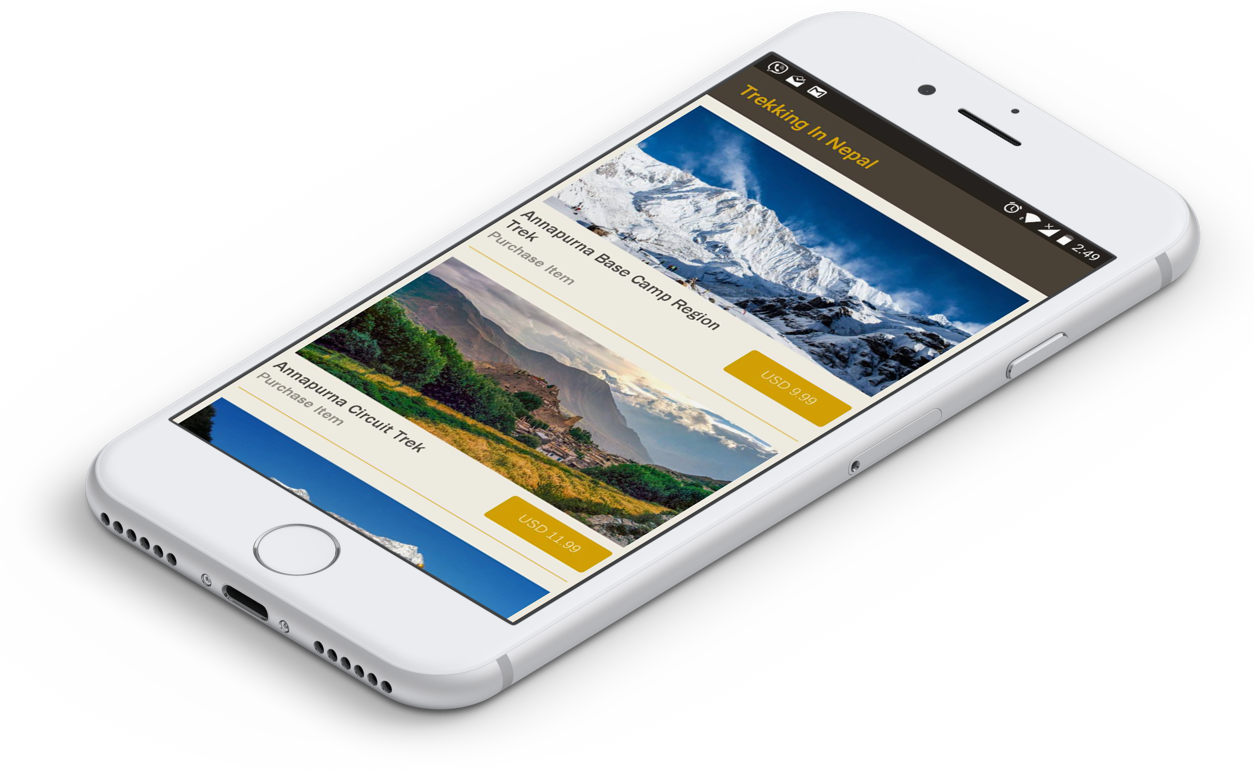 2:49
Trekking In Nepal
Annapurna Base Camp Region
Trek
Purchase Item
USD 9.99
Annapurna Circuit Trek
Purchase Item
USD 11.99